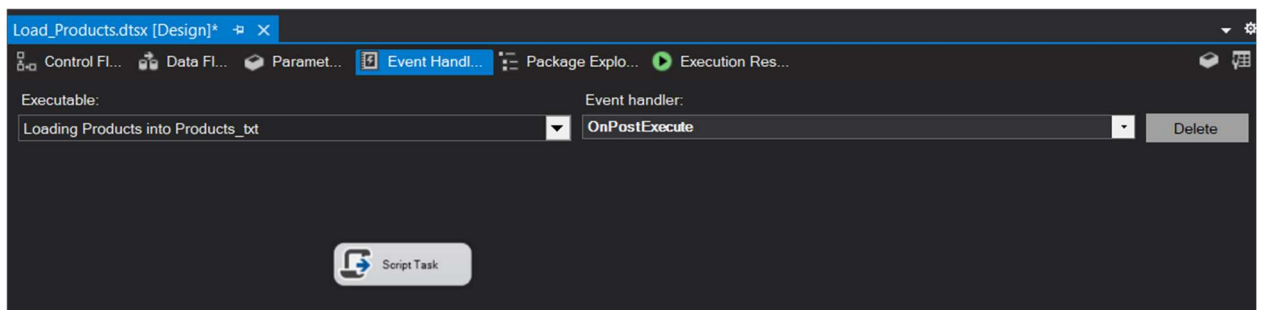 Load_Products.dtsx [Design]*
Control Fl... Data Fl... Paramet... Event Handl... Package Explo... Execution Res...
Executable: Event handler:
Loading Products into Products_txt OnPostExecute Delete
Script Task